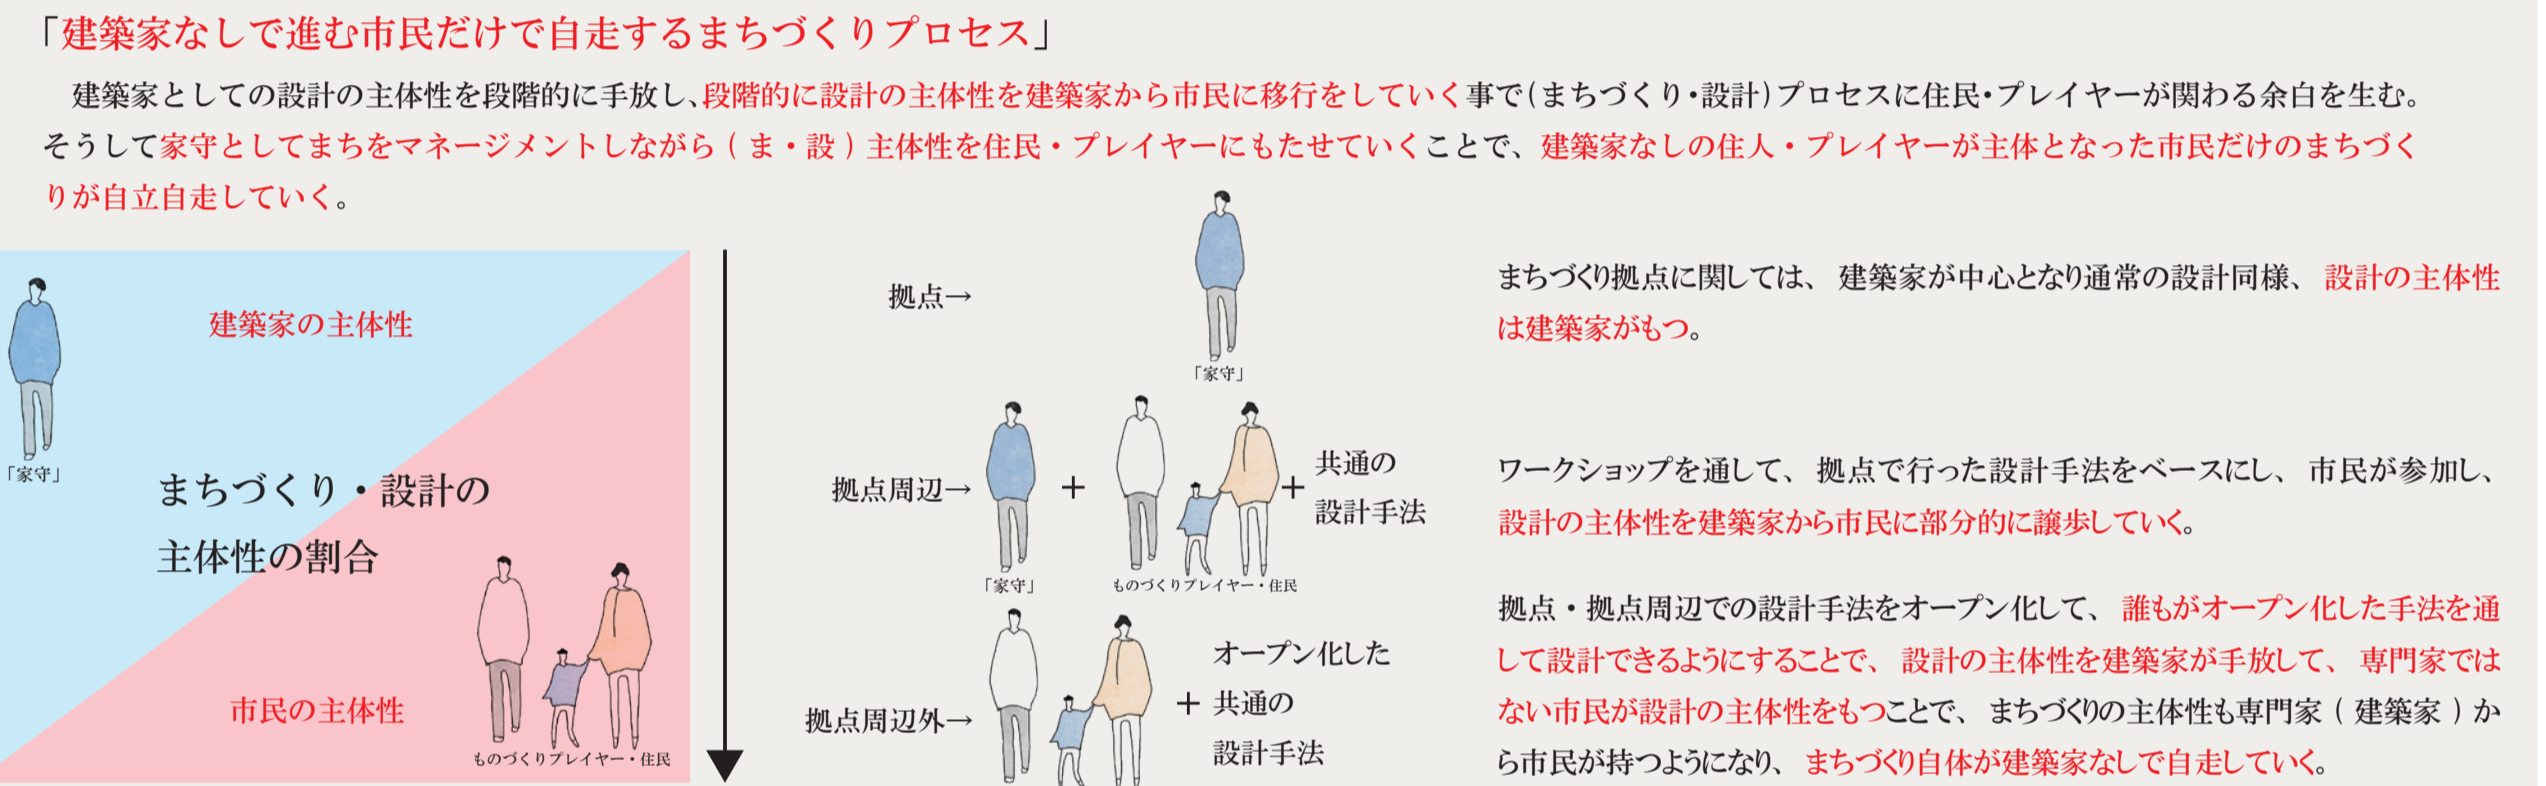 「建築家なしで進む市民だけで自走するまちづくりプロセス」
建築家としての設計の主体性を段階的に手放し、段階的に設計の主体性を建築家から市民に移行をしていく事で(まちづくり・設計)プロセスに住民・プレイヤーが関わる余白を生む。
そうして家守としてまちをマネージメントしながら(ま・設)主体性を住民・プレイヤーにもたせていくことで、建築家なしの住人・プレイヤーが主体となった市民だけのまちづく
りが自立自走していく。
建築家の主体性
「家守」
まちづくり・設計の
主体性の割合
市民の主体性
ものづくりプレイヤー・住民
拠点→
「家守」
まちづくり拠点に関しては、建築家が中心となり通常の設計同様、設計の主体性
は建築家がもつ。
拠点周辺→
+
+
共通の
設計手法
「家守」
ものづくりプレイヤー・住民
ワークショップを通して、拠点で行った設計手法をベースにし、市民が参加し、
設計の主体性を建築家から市民に部分的に譲歩していく。
拠点周辺外→
+
オープン化した
共通の
設計手法
拠点・拠点周辺での設計手法をオープン化して、誰もがオープン化した手法を通
して設計できるようにすることで、設計の主体性を建築家が手放して、専門家では
ない市民が設計の主体性をもつことで、まちづくりの主体性も専門家(建築家)か
ら市民が持つようになり、まちづくり自体が建築家なしで自走していく。